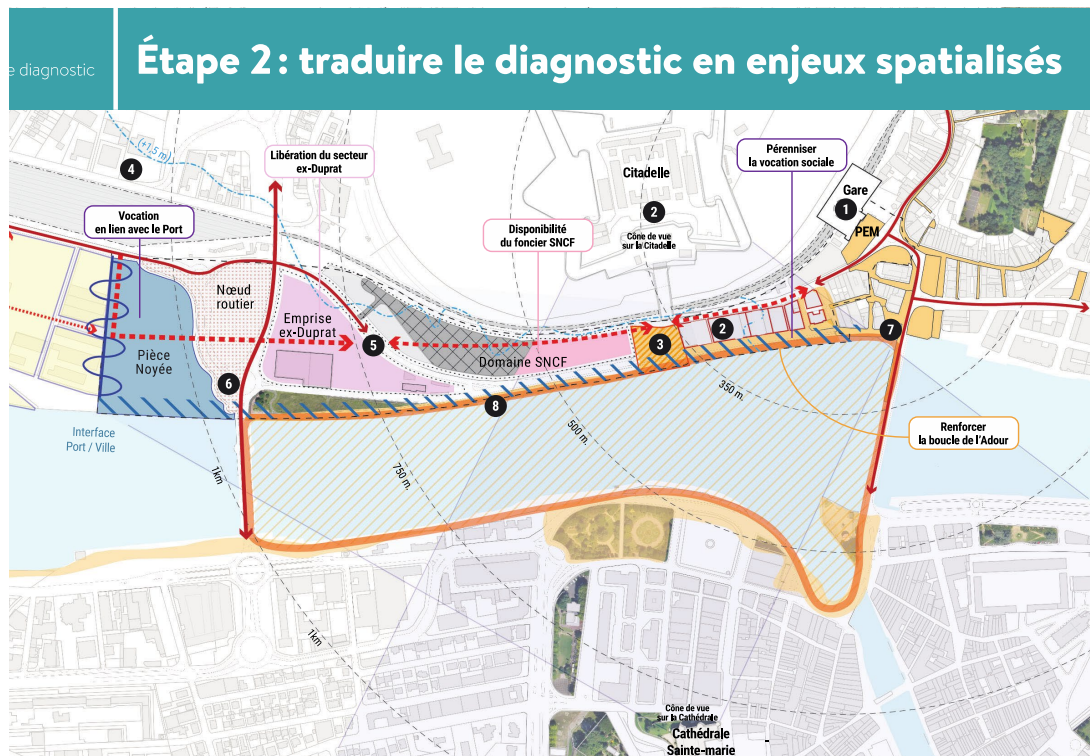 e diagnostic
Étape 2 : traduire le diagnostic en enjeux spatialisés
(+1,5 m)
4
Libération du secteur
ex-Duprat
Citadelle
2
Cône de vue
sur la Citadelle
Pérenniser
la vocation sociale
Gare
1
PEM
Vocation
en lien avec le Port
Disponibilité
du foncier SNCF
Nœud
routier
Emprise
ex-Duprat
5
Domaine SNCF
3
2
7
Pièce
Noyée
6
8
350 m.
Interface
Port / Ville
1km
750 m.
500 m.
Renforcer
la boucle de l'Adour
1km
Cône de vue
sur la Cathédrale
Cathédrale
Sainte-marie